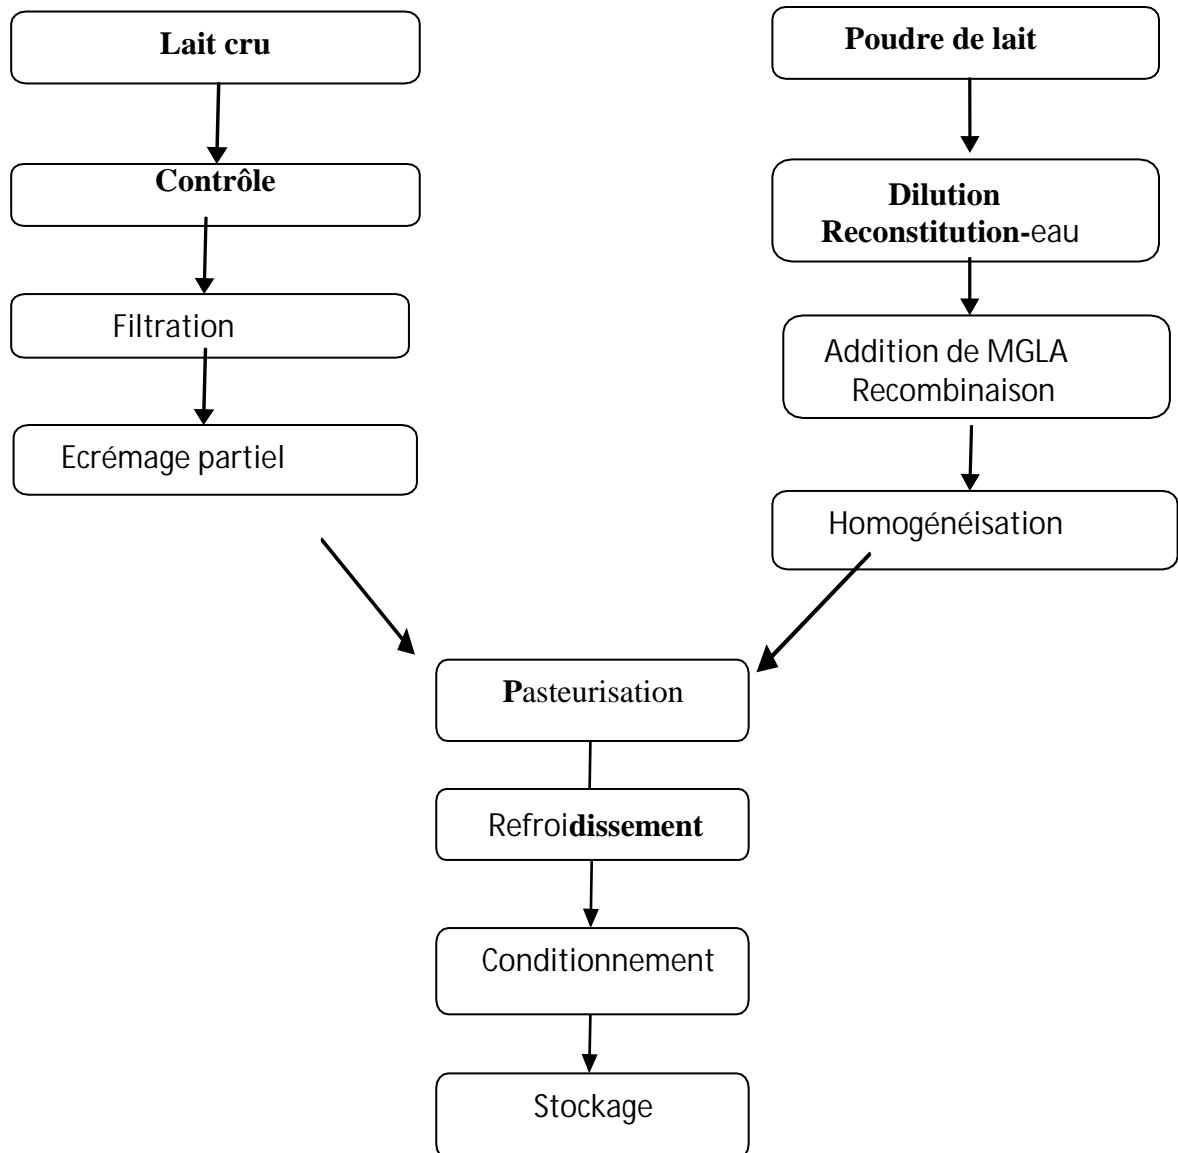 Lait cru
Contrôle
Filtration
Ecrémage partiel
Poudre de lait
Dilution
Reconstitution-eau
Addition de MGLA
Recombinaison
Homogénéisation
Pasteurisation
Refroidissement
Conditionnement
Stockage